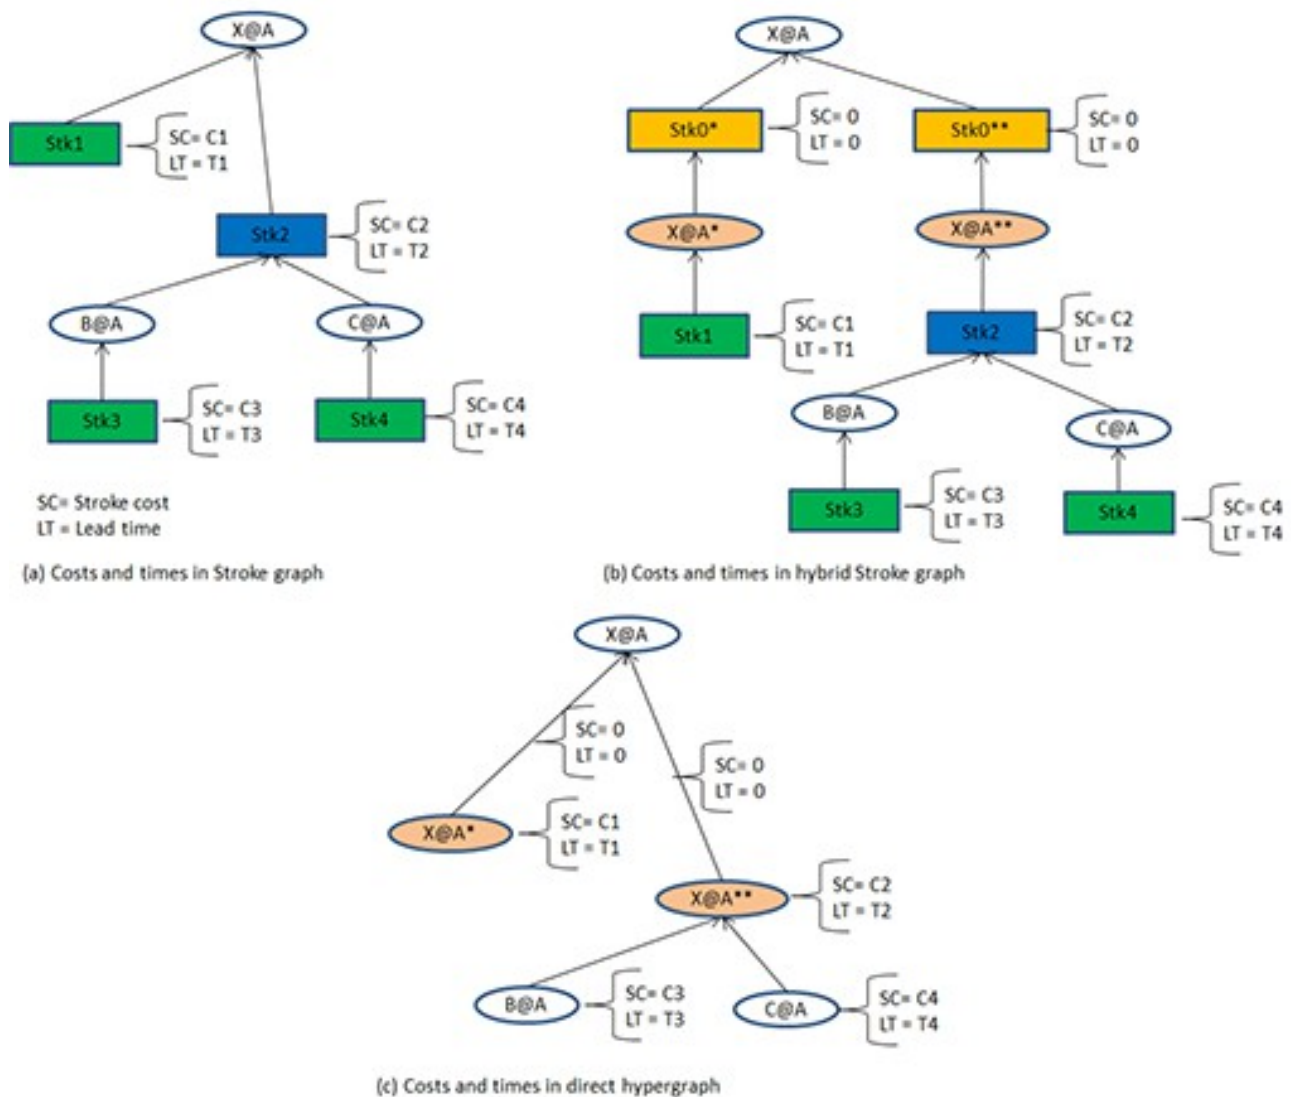 X@A
Stk1
SC= C1
LT = T1
Stk2
SC= C2
LT = T2
B@A
C@A
Stk3
SC= C3
LT = T3
Stk4
SC= C4
LT = T4
SC= Stroke cost
LT = Lead time
(a) Costs and times in Stroke graph
X@A
Stk0*
SC= 0
LT = 0
Stk0**
SC= 0
LT = 0
X@A*
X@A**
Stk1
SC= C1
LT = T1
Stk2
SC= C2
LT = T2
B@A
C@A
Stk3
SC= C3
LT = T3
Stk4
SC= C4
LT = T4
(b) Costs and times in hybrid Stroke graph
X@A
SC= 0
LT = 0
SC= 0
LT = 0
X@A*
SC= C1
LT = T1
X@A**
SC= C2
LT = T2
B@A
SC= C3
LT = T3
C@A
SC= C4
LT = T4
(c) Costs and times in direct hypergraph